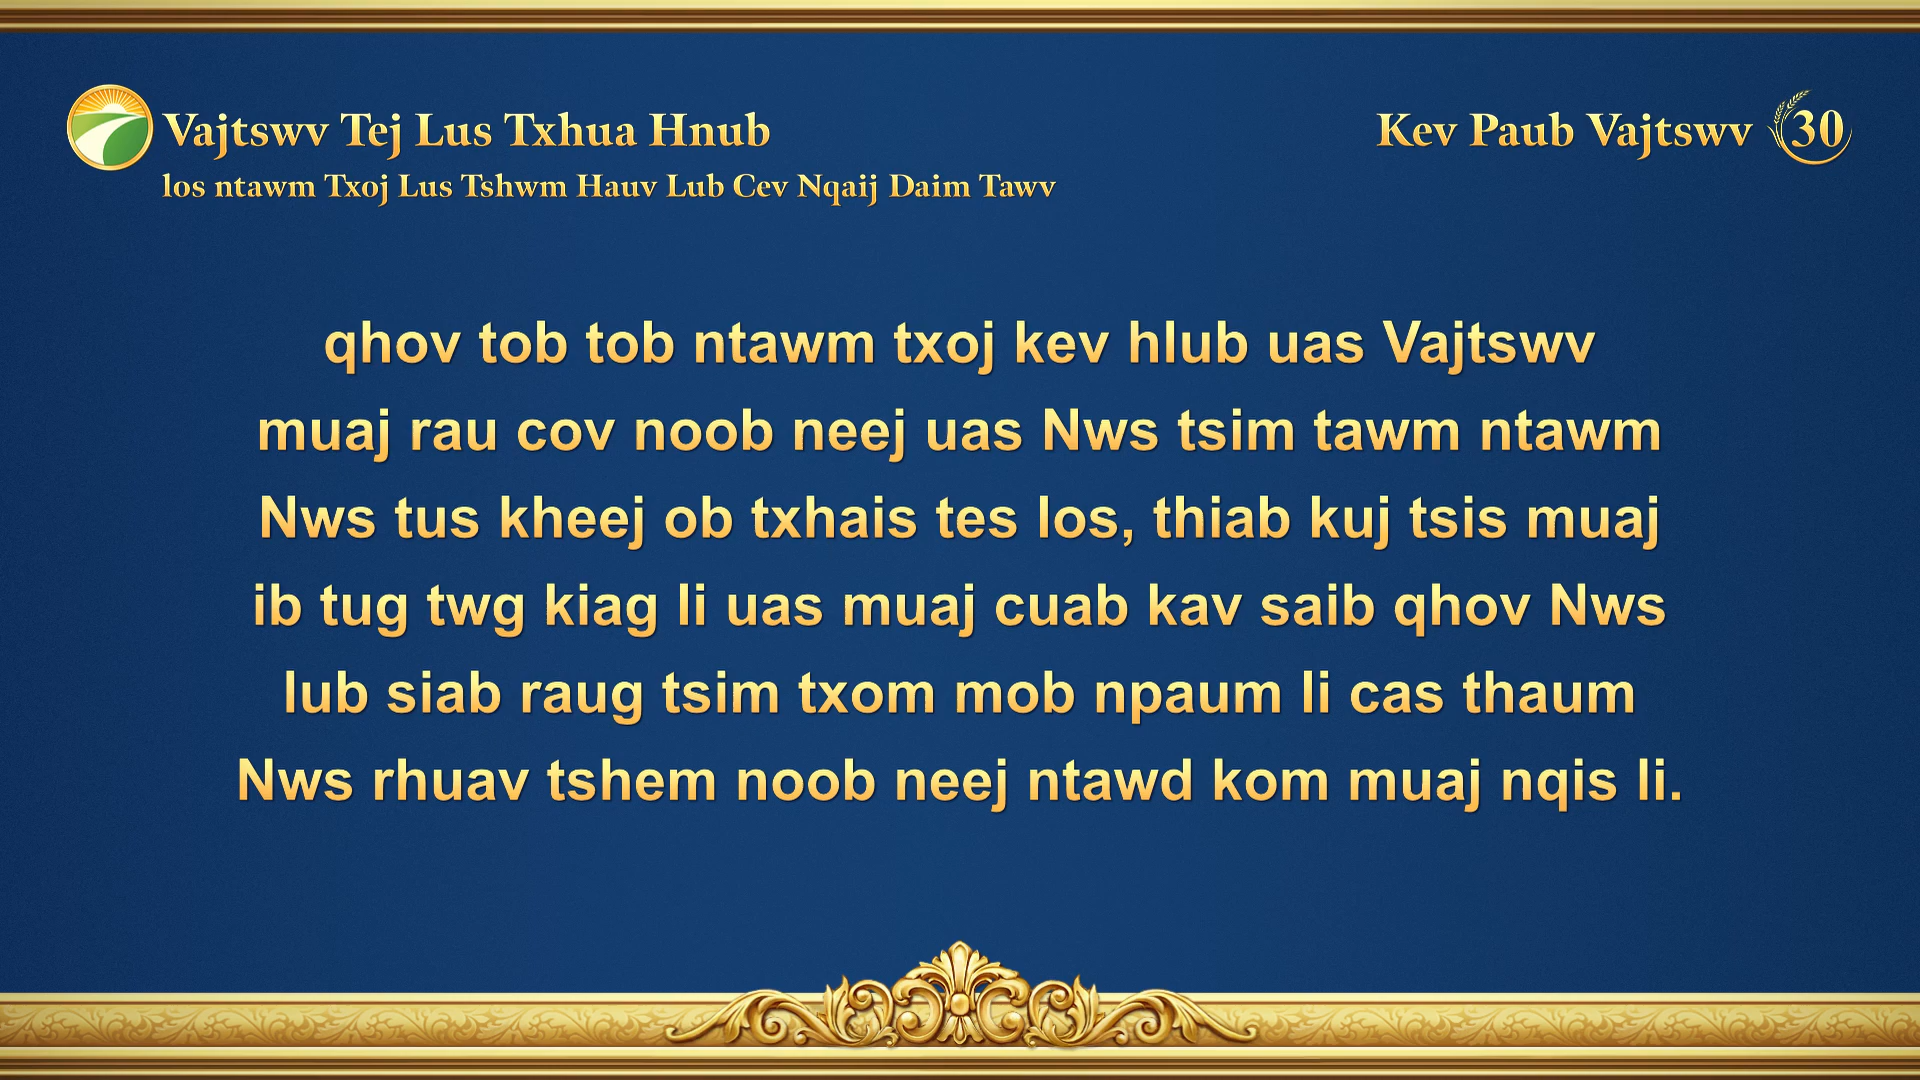 Vajtswv Tej Lus Txhua Hnub
los ntawm Txoj Lus Tshwm Hauv Lub Cev Nqaij Daim Tawv
Kev Paub Vajtswv 30
qhov tob tob ntawm txoj kev hlub uas Vajtswv
muaj rau cov noob neej uas Nws tsim tawm ntawm
Nws tus kheej ob txhais tes los, thiab kuj tsis muaj
ib tug twg kiag li uas muaj cuab kav saib qhov Nws
lub siab raug tsim txom mob npaum li cas thaum
Nws rhuav tshem noob neej ntawd kom muaj nqis li.